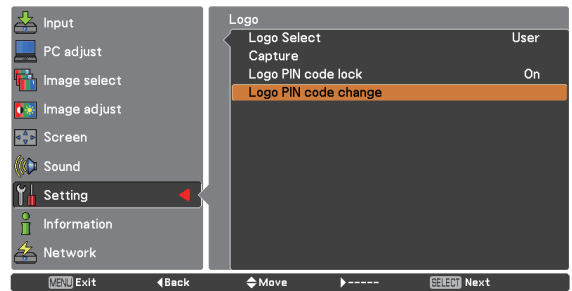 Input
PC adjust
Image select
Image adjust
Screen
Sound
Setting
Information
Network
Logo
Logo Select User
Capture
Logo PIN code lock On
Logo PIN code change
MENU Exit ◀Back Move ▶----- SELECT Next